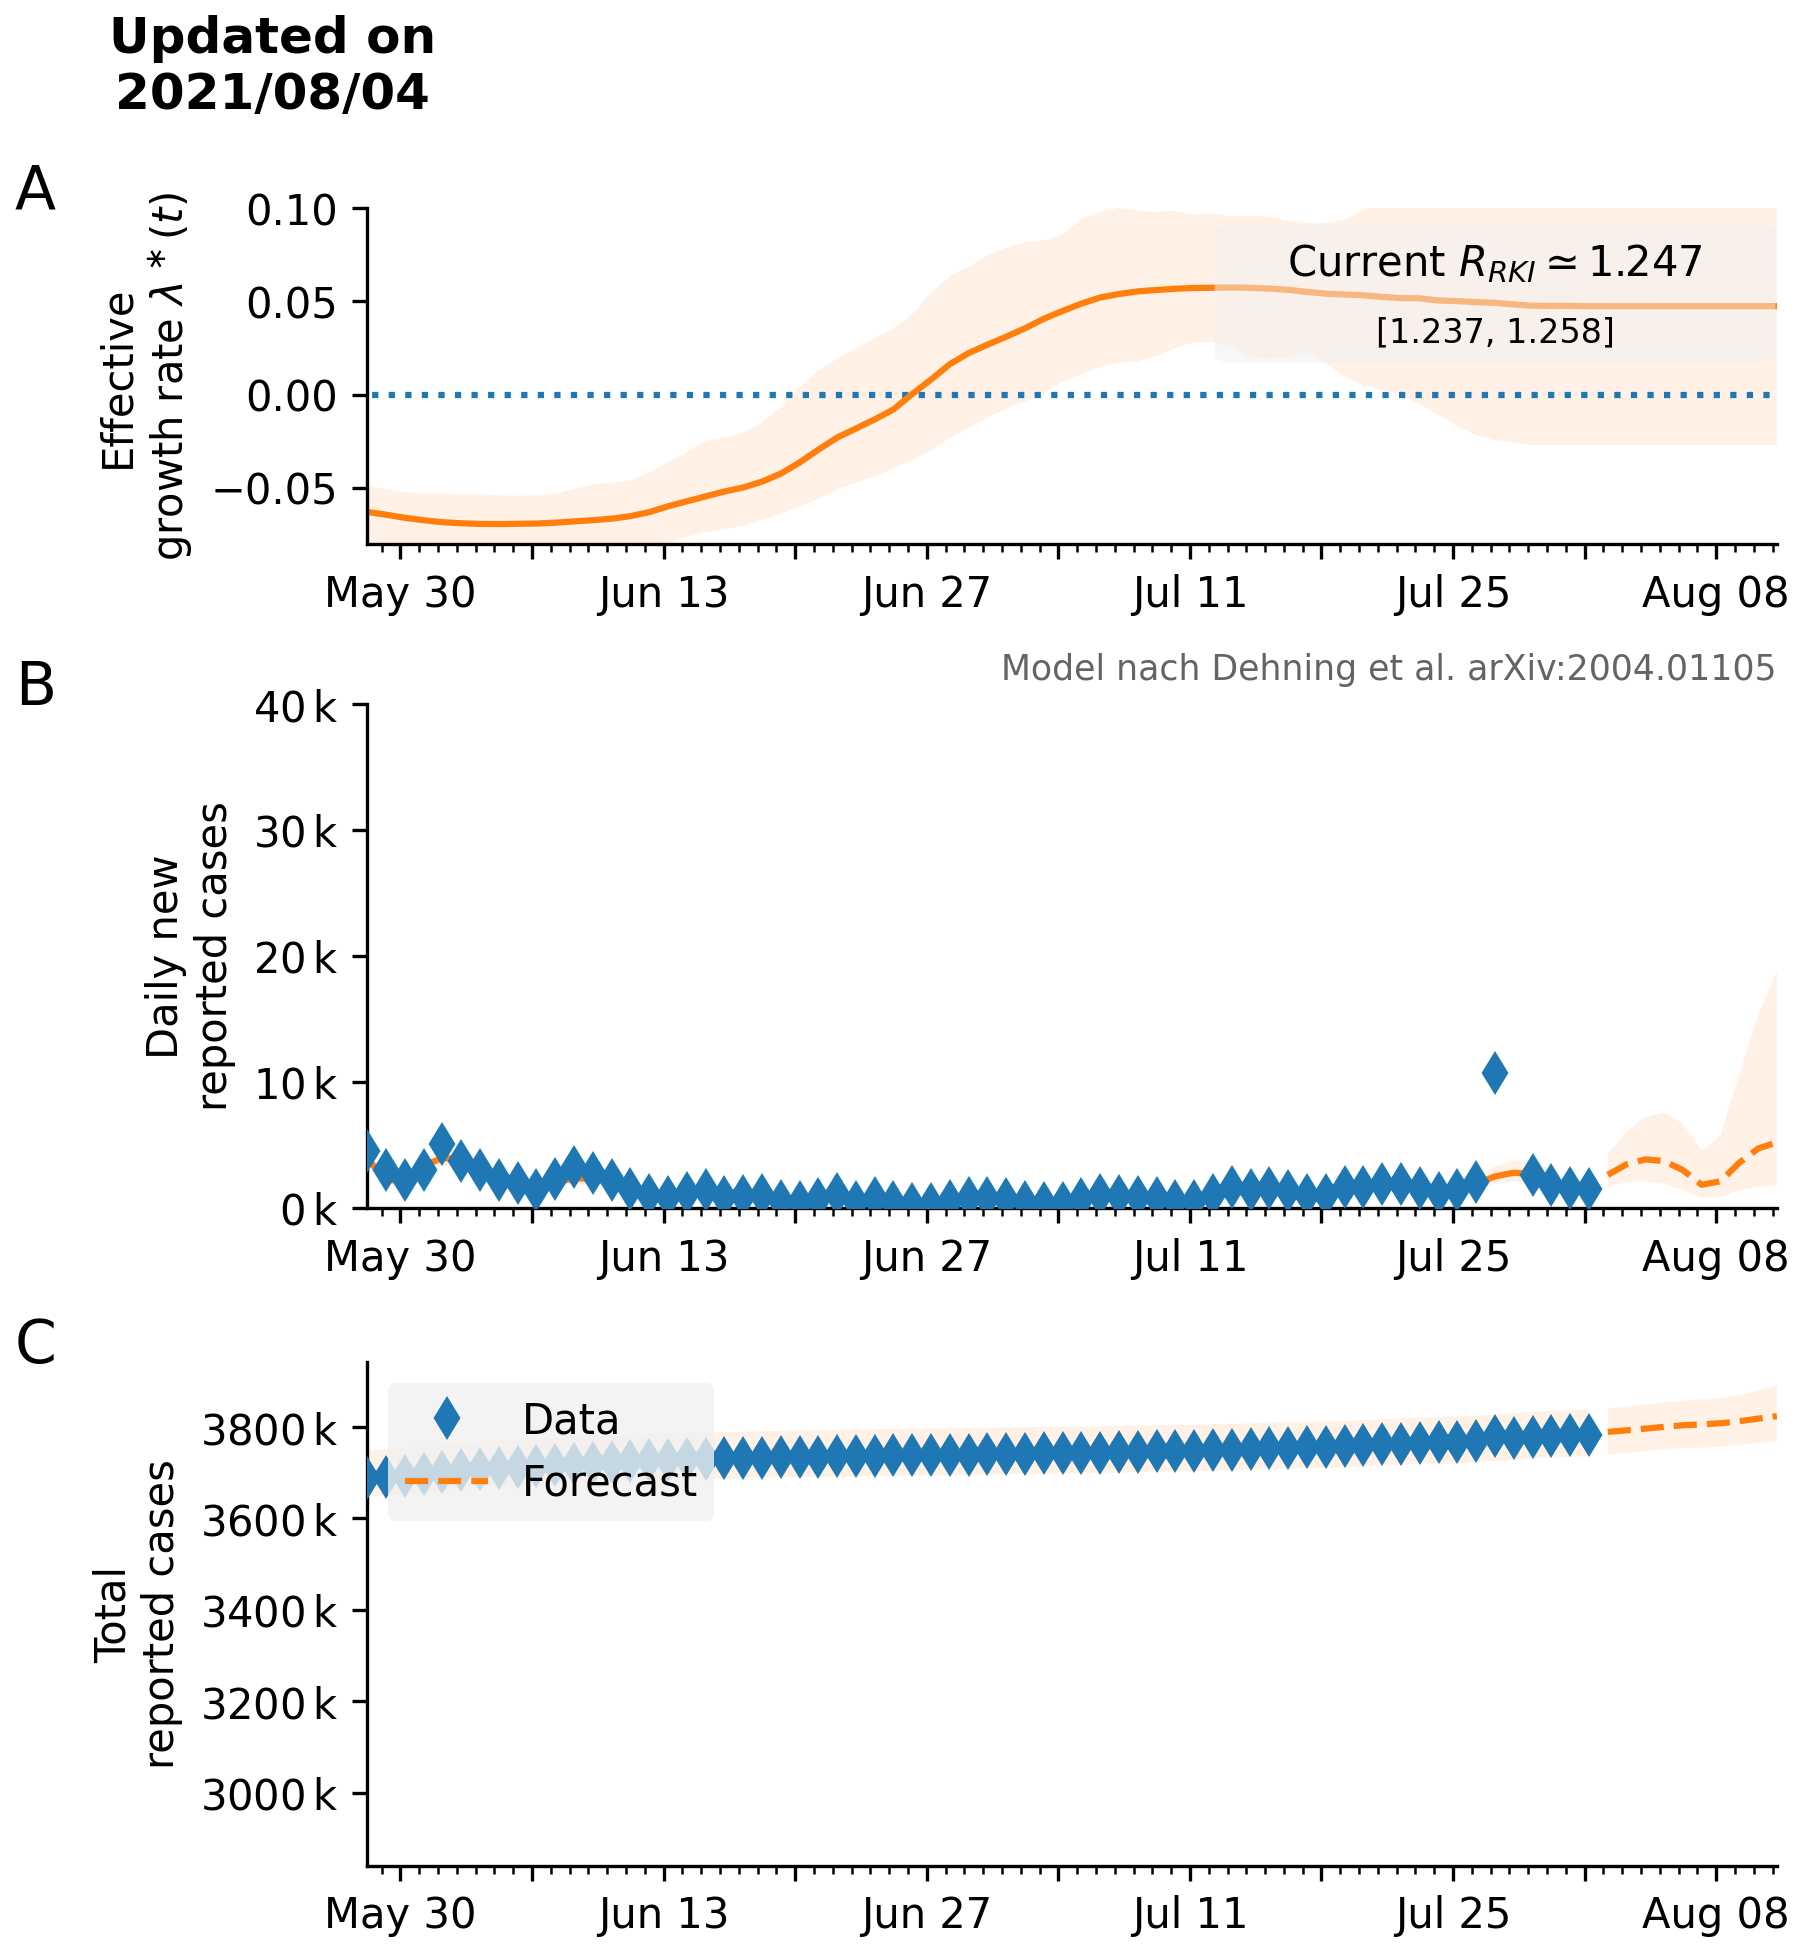 Updated on
2021/08/04
A
Effective
growth rate λ * (t)
0.10
0.05
0.00
−0.05
Current R_RKI ≃ 1.247
[1.237, 1.258]
May 30 Jun 13 Jun 27 Jul 11 Jul 25 Aug 08
B
Model nach Dehning et al. arXiv:2004.01105
Daily new
reported cases
40 k
30 k
20 k
10 k
0 k
May 30 Jun 13 Jun 27 Jul 11 Jul 25 Aug 08
C
Total
reported cases
3800 k
3600 k
3400 k
3200 k
3000 k
Data
Forecast
May 30 Jun 13 Jun 27 Jul 11 Jul 25 Aug 08